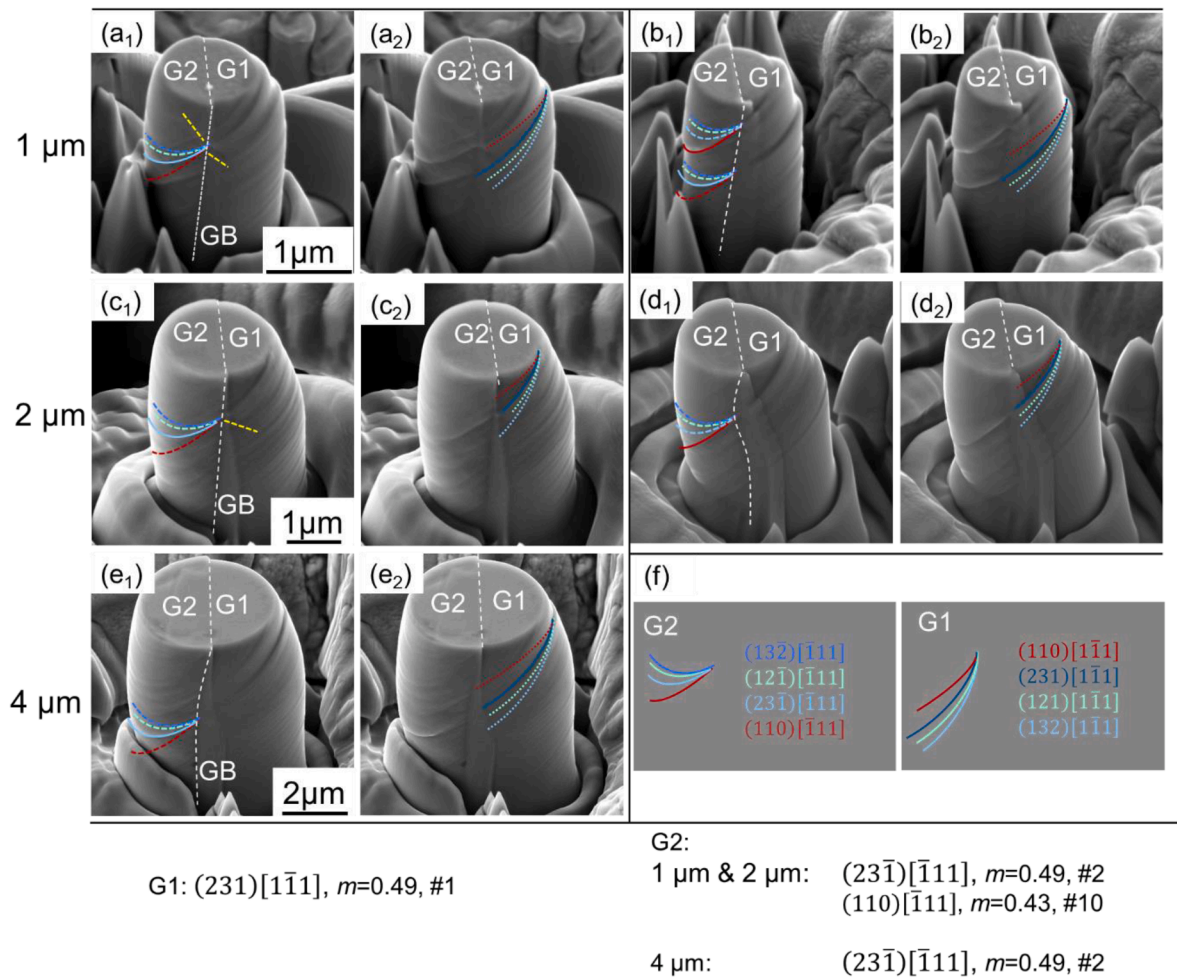 (a₁)
(a₂)
(b₁)
(b₂)
G2
G1
G2
G1
G2
G1
G2
G1
1 µm
GB
1µm
(c₁)
(c₂)
(d₁)
(d₂)
G2
G1
G2
G1
G2
G1
G2
G1
2 µm
GB
1µm
(e₁)
(e₂)
(f)
G2
G1
G2
G1
4 µm
GB
2µm
G2
(132̅)[1̅11]
(121̅)[1̅11]
(231̅)[1̅11]
(110)[1̅11]
G1
(110)[11̅1]
(231)[11̅1]
(121)[11̅1]
(132)[11̅1]
G1: (231)[11̅1], m=0.49, #1
G2:
1 µm & 2 µm: (231̅)[1̅11], m=0.49, #2
(110)[1̅11], m=0.43, #10
4 µm: (231̅)[1̅11], m=0.49, #2